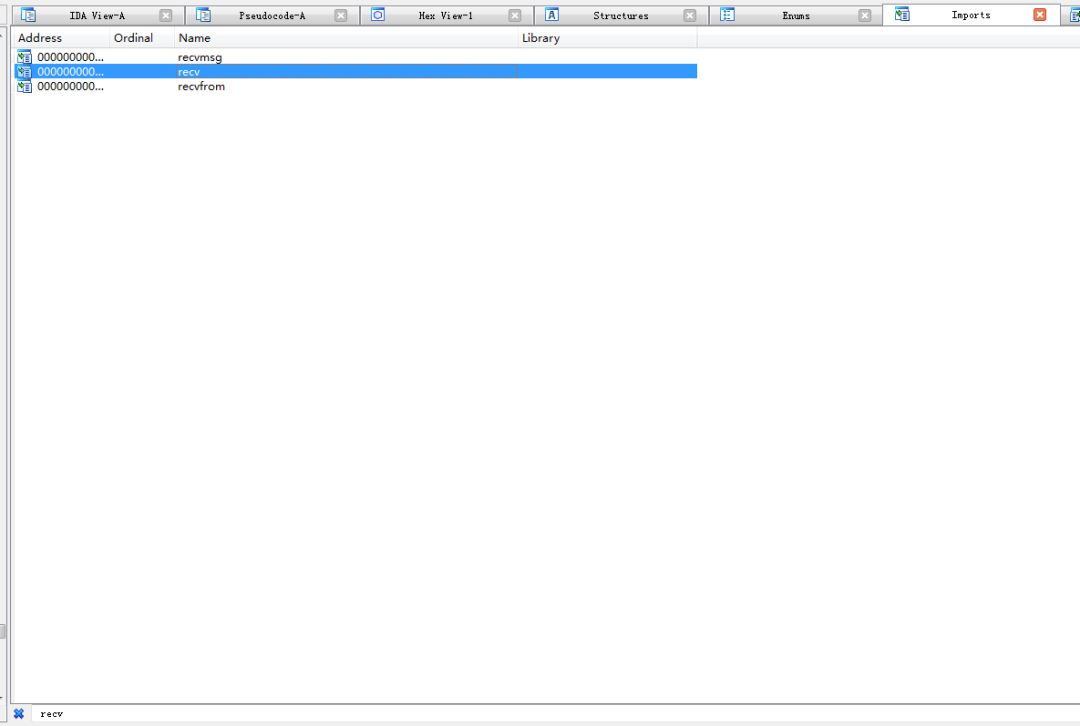 IDA View-A Pseudocode-A Hex View-1 Structures Enums Imports
Address Ordinal Name Library
000000000... recvmsg
000000000... recv
000000000... recvfrom
recv